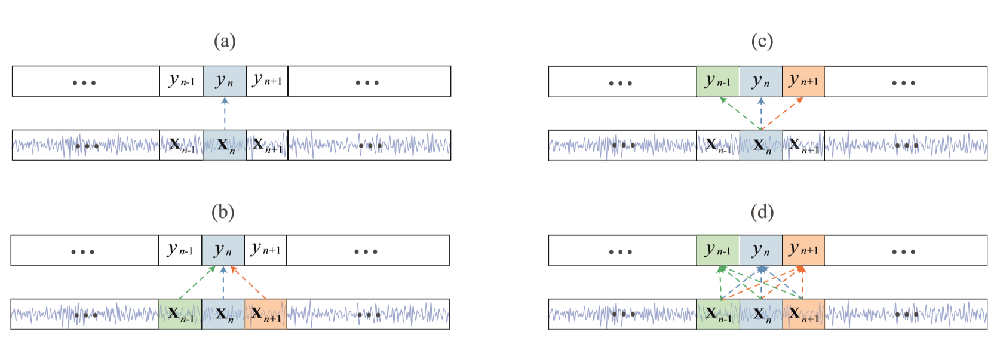 (a)
... y n-1 y n y n+1 ...
... X n-1 X n X n+1 ...
(b)
... y n-1 y n y n+1 ...
... X n-1 X n X n+1 ...
(c)
... y n-1 y n y n+1 ...
... X n-1 X n X n+1 ...
(d)
... y n-1 y n y n+1 ...
... X n-1 X n X n+1 ...